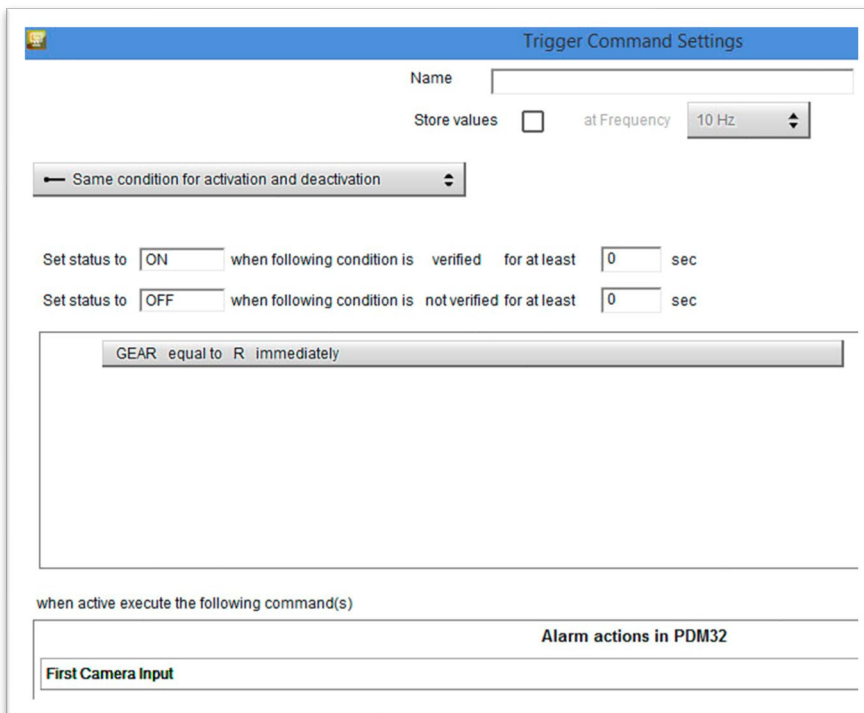 Trigger Command Settings
Name
Store values at Frequency 10 Hz
Same condition for activation and deactivation
Set status to ON when following condition is verified for at least 0 sec
Set status to OFF when following condition is not verified for at least 0 sec
GEAR equal to R immediately
when active execute the following command(s)
Alarm actions in PDM32
First Camera Input